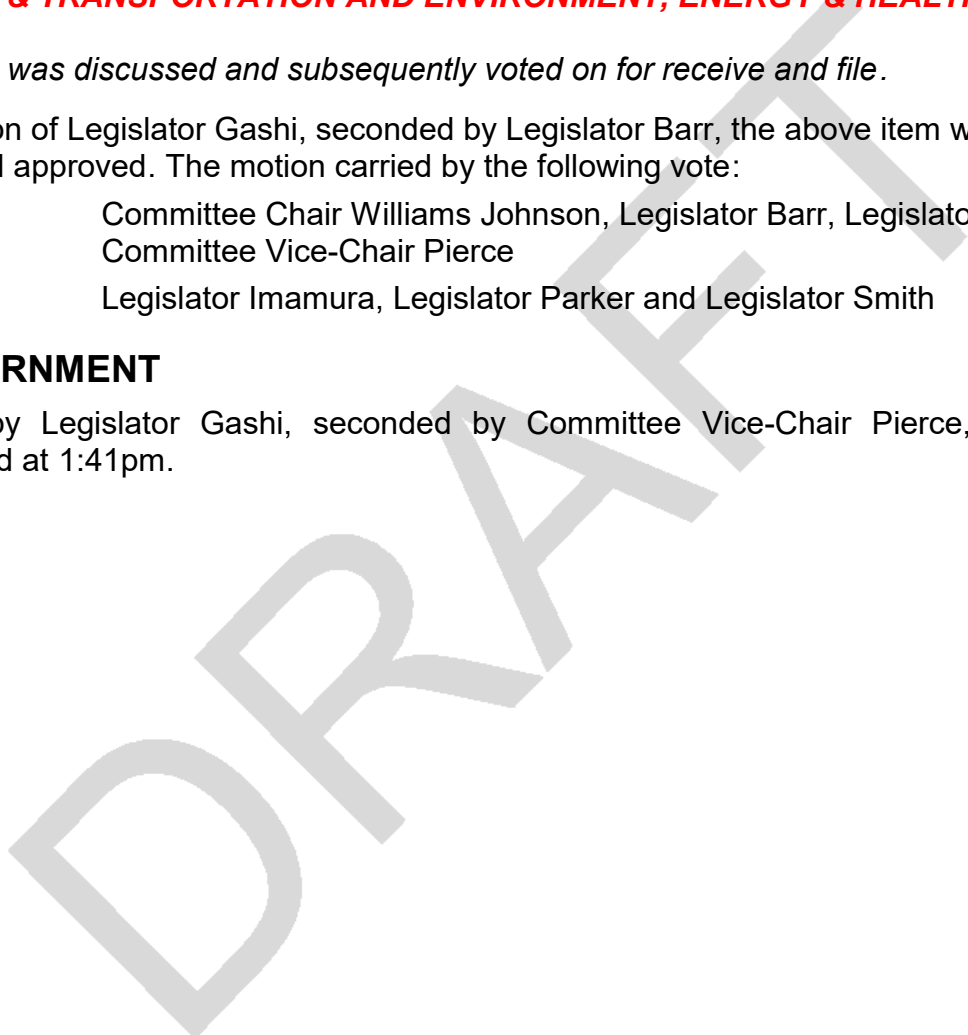 & TRANSPORTATION AND ENVIRONMENT, ENERGY & HEALTH
was discussed and subsequently voted on for receive and file.
on of Legislator Gashi, seconded by Legislator Barr, the above item w
approved. The motion carried by the following vote:
Committee Chair Williams Johnson, Legislator Barr, Legislato
Committee Vice-Chair Pierce
Legislator Imamura, Legislator Parker and Legislator Smith
RNMENT
by Legislator Gashi, seconded by Committee Vice-Chair Pierce,
d at 1:41pm.
DRAFT